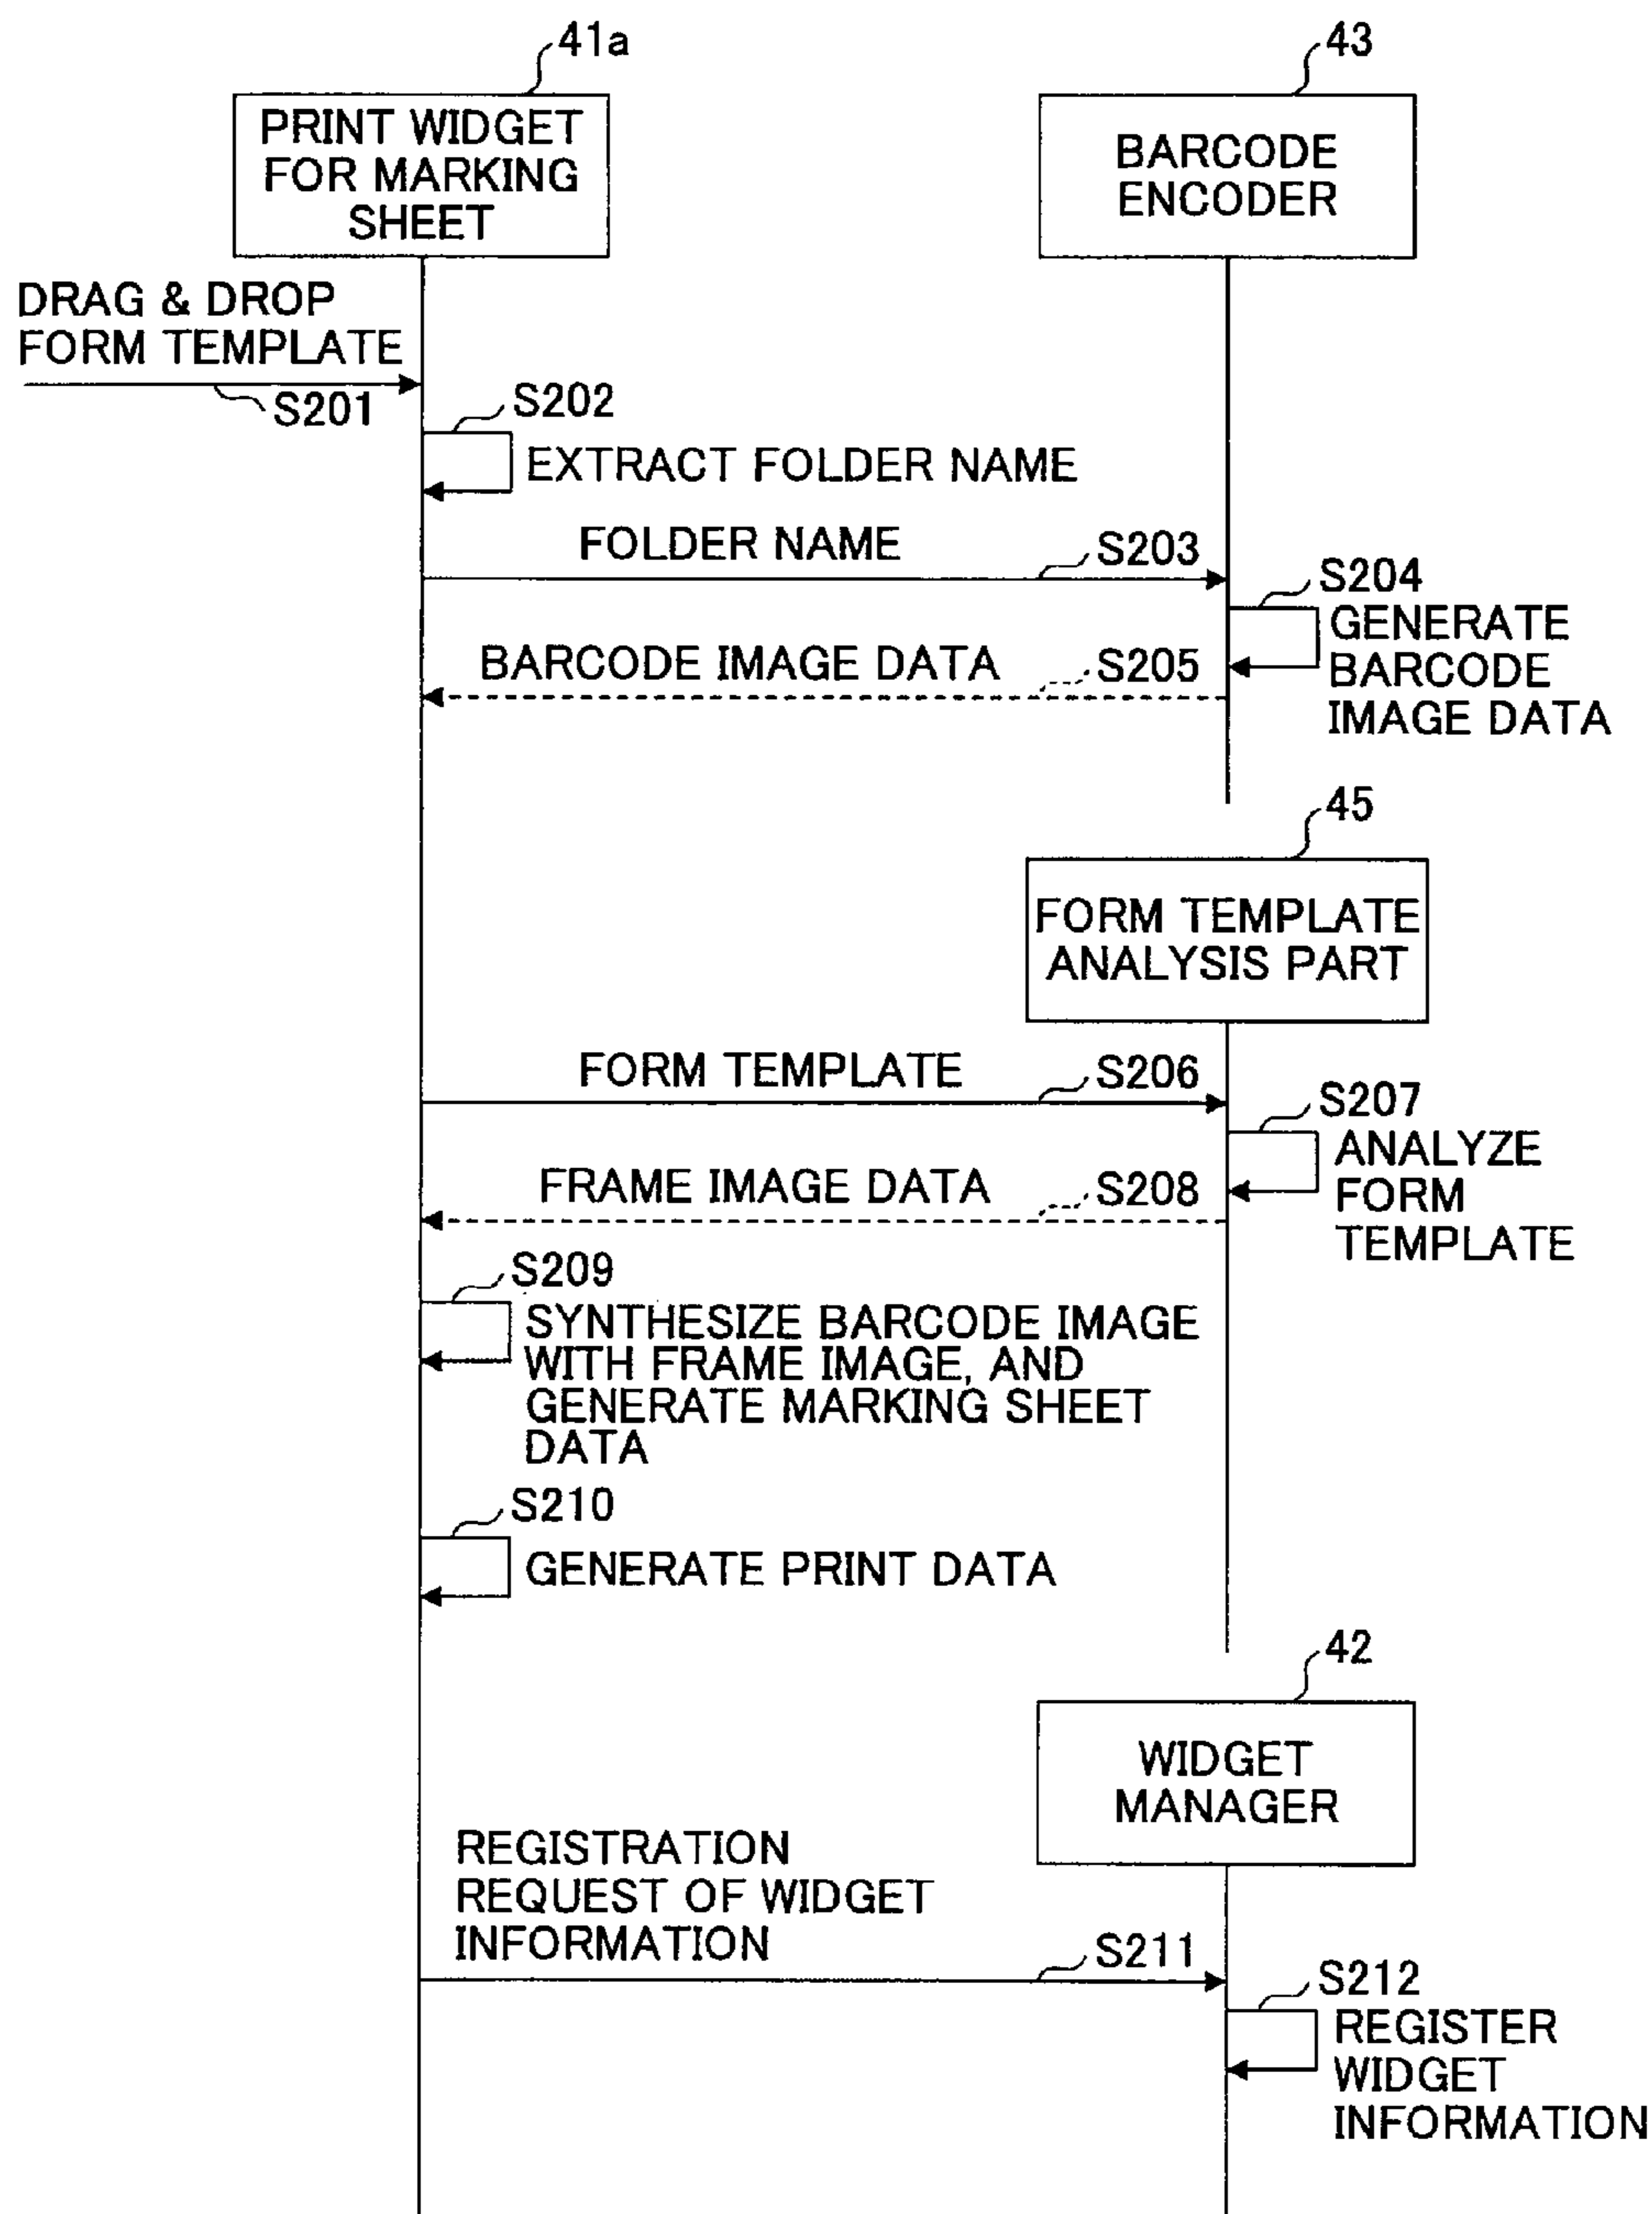 41a
43
PRINT WIDGET
FOR MARKING
SHEET
BARCODE
ENCODER
DRAG & DROP
FORM TEMPLATE
S201
S202
EXTRACT FOLDER NAME
FOLDER NAME
S203
S204
GENERATE
BARCODE
IMAGE DATA
BARCODE IMAGE DATA
S205
45
FORM TEMPLATE
ANALYSIS PART
FORM TEMPLATE
S206
S207
ANALYZE
FORM
TEMPLATE
FRAME IMAGE DATA
S208
S209
SYNTHESIZE BARCODE IMAGE
WITH FRAME IMAGE, AND
GENERATE MARKING SHEET
DATA
S210
GENERATE PRINT DATA
42
WIDGET
MANAGER
REGISTRATION
REQUEST OF WIDGET
INFORMATION
S211
S212
REGISTER
WIDGET
INFORMATION